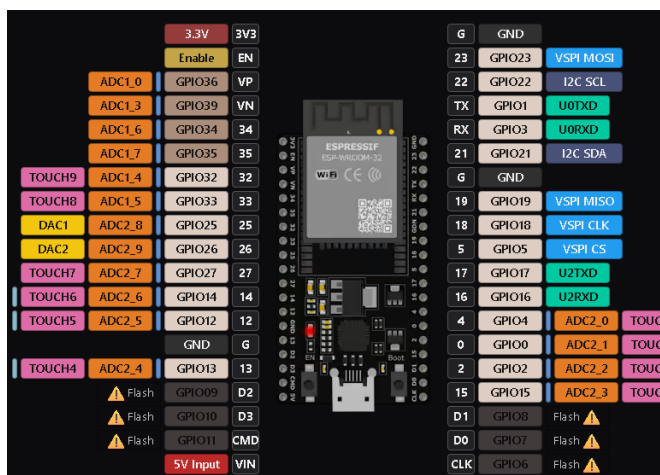 3.3V 3V3
Enable EN
ADC1_0 GPIO36 VP
ADC1_3 GPIO39 VN
ADC1_6 GPIO34 34
ADC1_7 GPIO35 35
TOUCH9 ADC1_4 GPIO32 32
TOUCH8 ADC1_5 GPIO33 33
DAC1 ADC2_8 GPIO25 25
DAC2 ADC2_9 GPIO26 26
TOUCH7 ADC2_7 GPIO27 27
TOUCH6 ADC2_6 GPIO14 14
TOUCH5 ADC2_5 GPIO12 12
GND G
TOUCH4 ADC2_4 GPIO13 13
Flash GPIO09 D2
Flash GPIO10 D3
Flash GPIO11 CMD
5V Input VIN
ESPRESSIF
ESP-WROOM-32
WiFi CE
EN Boot
G GND
23 GPIO23 VSPI MOSI
22 GPIO22 I2C SCL
TX GPIO1 U0TXD
RX GPIO3 U0RXD
21 GPIO21 I2C SDA
G GND
19 GPIO19 VSPI MISO
18 GPIO18 VSPI CLK
5 GPIO5 VSPI CS
17 GPIO17 U2TXD
16 GPIO16 U2RXD
4 GPIO4 ADC2_0 TOUC
0 GPIO0 ADC2_1 TOUC
2 GPIO2 ADC2_2 TOUC
15 GPIO15 ADC2_3 TOUC
D1 GPIO8 Flash
D0 GPIO7 Flash
CLK GPIO6 Flash